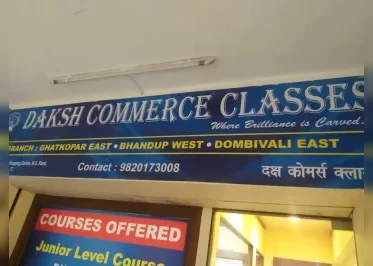 DAKSH COMMERCE CLASSES
Where Brilliance is Carved..
BRANCH : GHATKOPAR EAST • BHANDUP WEST • DOMBIVALI EAST
Contact : 9820173008
दक्ष कोमर्स क्ला
COURSES OFFERED
Junior Level Course